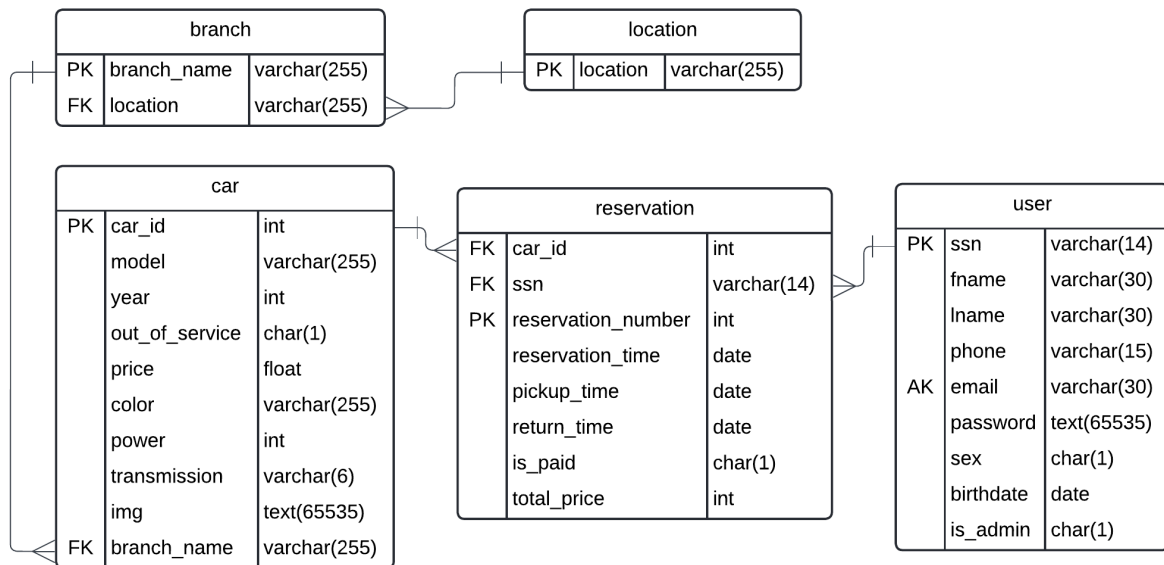 branch
PK branch_name varchar(255)
FK location varchar(255)
location
PK location varchar(255)
car
PK car_id int
model varchar(255)
year int
out_of_service char(1)
price float
color varchar(255)
power int
transmission varchar(6)
img text(65535)
FK branch_name varchar(255)
reservation
FK car_id int
FK ssn varchar(14)
PK reservation_number int
reservation_time date
pickup_time date
return_time date
is_paid char(1)
total_price int
user
PK ssn varchar(14)
fname varchar(30)
lname varchar(30)
phone varchar(15)
AK email varchar(30)
password text(65535)
sex char(1)
birthdate date
is_admin char(1)